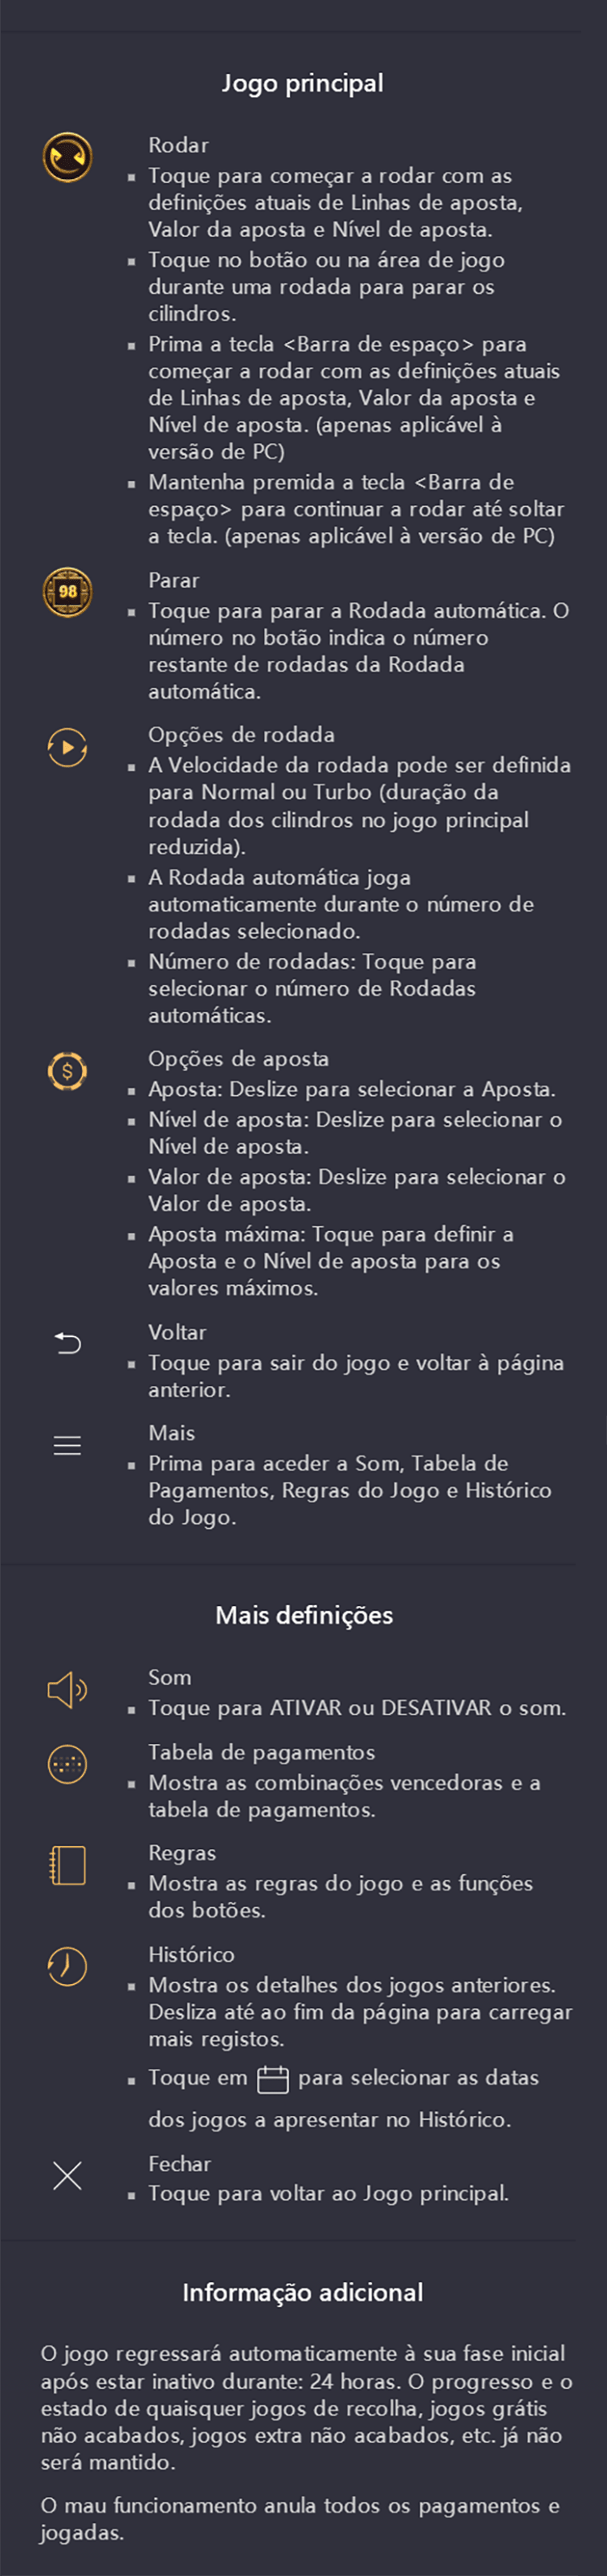 Jogo principal
Rodar
▪ Toque para começar a rodar com as
definições atuais de Linhas de aposta,
Valor da aposta e Nível de aposta.
▪ Toque no botão ou na área de jogo
durante uma rodada para parar os
cilindros.
▪ Prima a tecla <Barra de espaço> para
começar a rodar com as definições atuais
de Linhas de aposta, Valor da aposta e
Nível de aposta. (apenas aplicável à
versão de PC)
▪ Mantenha premida a tecla <Barra de
espaço> para continuar a rodar até soltar
a tecla. (apenas aplicável à versão de PC)
98
Parar
▪ Toque para parar a Rodada automática. O
número no botão indica o número
restante de rodadas da Rodada
automática.
Opções de rodada
▪ A Velocidade da rodada pode ser definida
para Normal ou Turbo (duração da
rodada dos cilindros no jogo principal
reduzida).
▪ A Rodada automática joga
automaticamente durante o número de
rodadas selecionado.
▪ Número de rodadas: Toque para
selecionar o número de Rodadas
automáticas.
$
Opções de aposta
▪ Aposta: Deslize para selecionar a Aposta.
▪ Nível de aposta: Deslize para selecionar o
Nível de aposta.
▪ Valor de aposta: Deslize para selecionar o
Valor de aposta.
▪ Aposta máxima: Toque para definir a
Aposta e o Nível de aposta para os
valores máximos.
Voltar
▪ Toque para sair do jogo e voltar à página
anterior.
Mais
▪ Prima para aceder a Som, Tabela de
Pagamentos, Regras do Jogo e Histórico
do Jogo.
Mais definições
Som
▪ Toque para ATIVAR ou DESATIVAR o som.
Tabela de pagamentos
▪ Mostra as combinações vencedoras e a
tabela de pagamentos.
Regras
▪ Mostra as regras do jogo e as funções
dos botões.
Histórico
▪ Mostra os detalhes dos jogos anteriores.
Desliza até ao fim da página para carregar
mais registos.
▪ Toque em para selecionar as datas
dos jogos a apresentar no Histórico.
Fechar
▪ Toque para voltar ao Jogo principal.
Informação adicional
O jogo regressará automaticamente à sua fase inicial
após estar inativo durante: 24 horas. O progresso e o
estado de quaisquer jogos de recolha, jogos grátis
não acabados, jogos extra não acabados, etc. já não
será mantido.
O mau funcionamento anula todos os pagamentos e
jogadas.